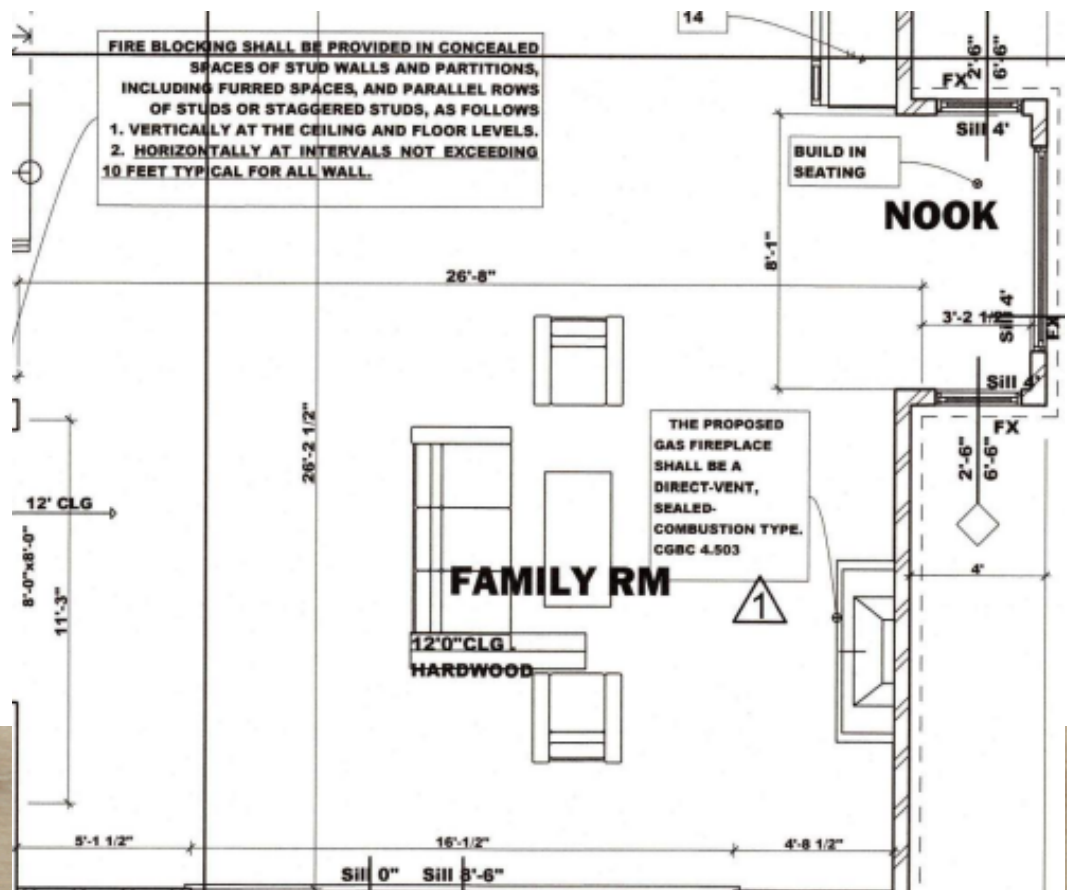 14
FIRE BLOCKING SHALL BE PROVIDED IN CONCEALED
SPACES OF STUD WALLS AND PARTITIONS,
INCLUDING FURRED SPACES, AND PARALLEL ROWS
OF STUDS OR STAGGERED STUDS, AS FOLLOWS
1. VERTICALLY AT THE CEILING AND FLOOR LEVELS.
2. HORIZONTALLY AT INTERVALS NOT EXCEEDING
10 FEET TYPICAL FOR ALL WALL.
2'-6"
6'-6"
FX
Sill 4'
BUILD IN
SEATING
NOOK
8'-1"
26'-8"
3'-2 1/2"
Sill 4'
FX
Sill 4'
FX
2'-6"
6'-6"
26'-2 1/2"
THE PROPOSED
GAS FIREPLACE
SHALL BE A
DIRECT-VENT,
SEALED-
COMBUSTION TYPE.
CGBC 4.503
12' CLG
8'-0"x8'-0"
11'-3"
4'
FAMILY RM
1
12'0"CLG .
HARDWOOD
5'-1 1/2"
16'-1/2"
4'-8 1/2"
Sill 0"
Sill 8'-6"